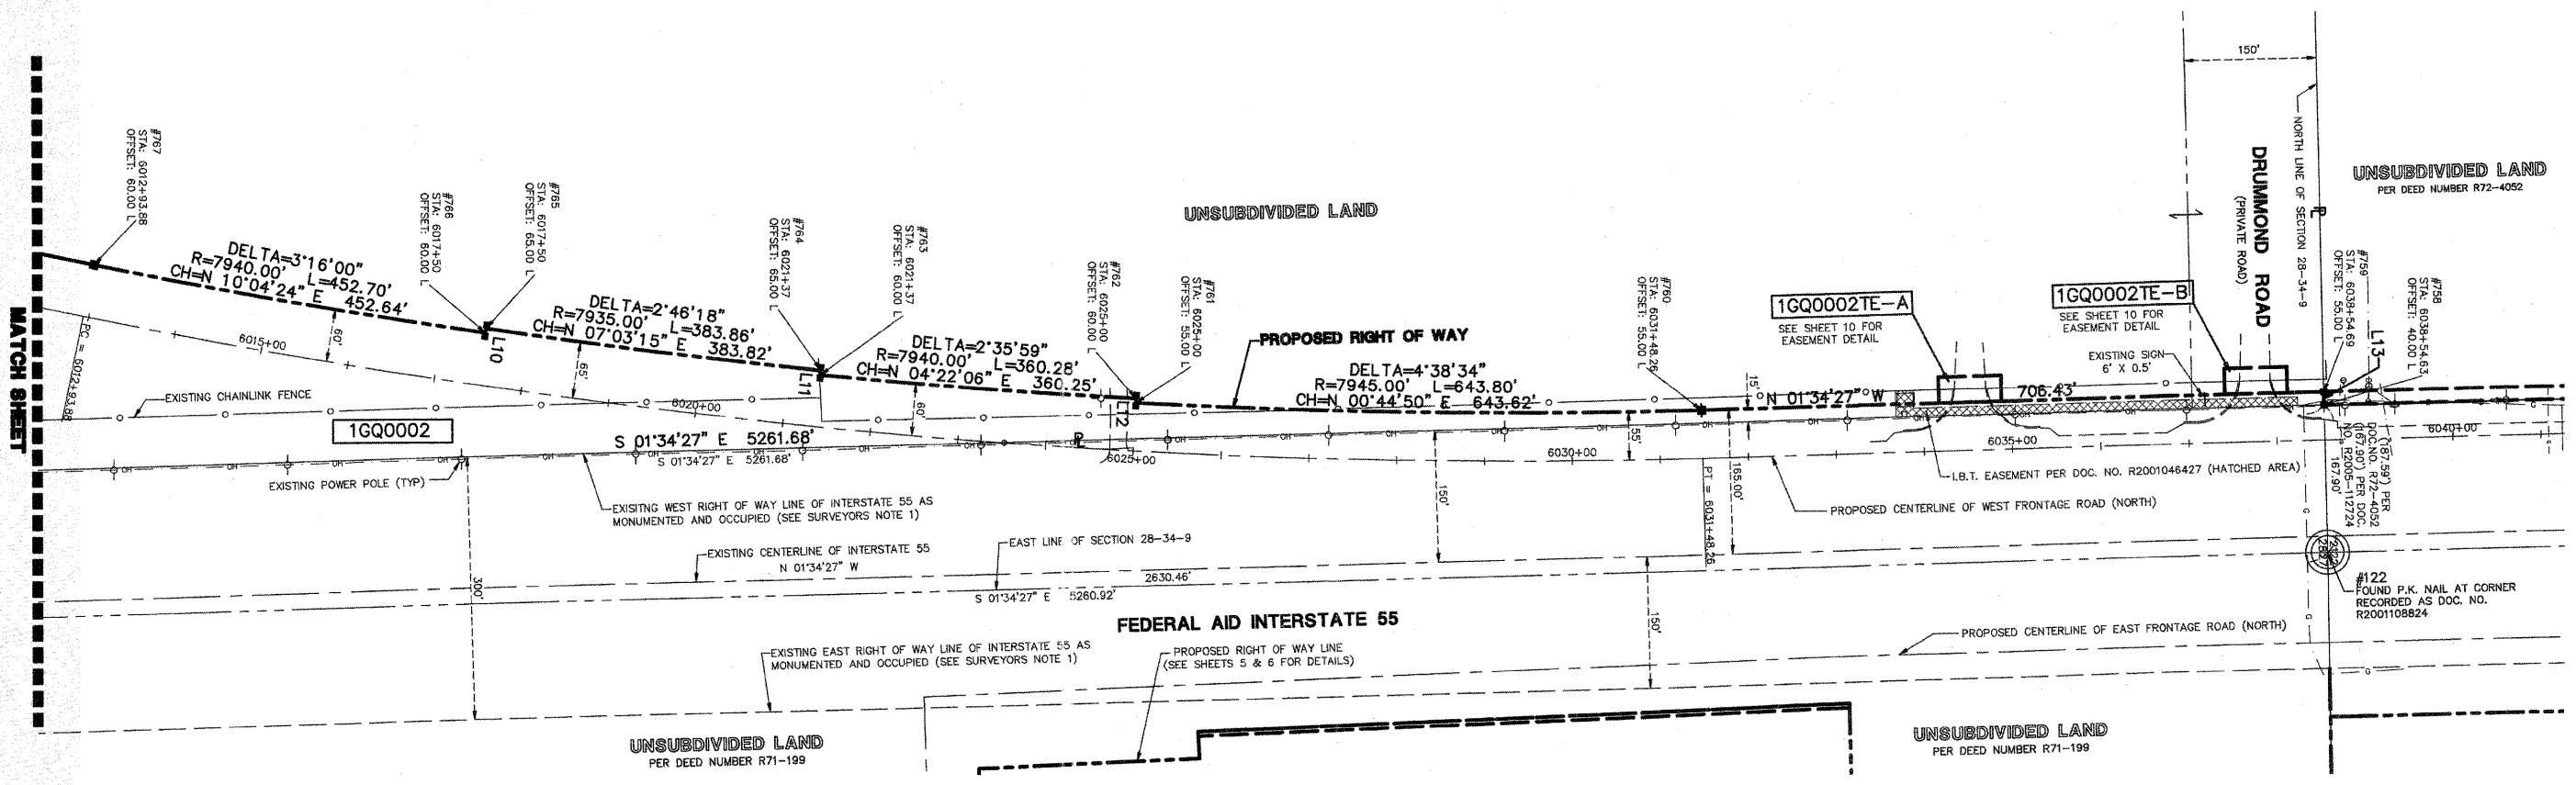 150'
NORTH LINE OF SECTION 28-34-9
DRUMMOND ROAD
(PRIVATE ROAD)
UNSUBDIVIDED LAND
PER DEED NUMBER R72-4052
UNSUBDIVIDED LAND
#767
STA: 6012+93.88
OFFSET: 60.00 L
#766
STA: 6017+50
OFFSET: 60.00 L
#765
STA: 6017+50
OFFSET: 65.00 L
#764
STA: 6021+37
OFFSET: 65.00 L
#763
STA: 6021+37
OFFSET: 60.00 L
#762
STA: 6025+00
OFFSET: 60.00 L
#761
STA: 6025+00
OFFSET: 55.00 L
#760
STA: 6031+48.26
OFFSET: 55.00 L
#759
STA: 6038+54.69
OFFSET: 55.00 L
#758
STA: 6038+54.63
OFFSET: 40.00 L
DELTA=3°16'00"
R=7940.00' L=452.70'
CH=N 10°04'24" E 452.64'
DELTA=2°46'18"
R=7935.00' L=383.86'
CH=N 07°03'15" E 383.82'
DELTA=2°35'59"
R=7940.00' L=360.28'
CH=N 04°22'06" E 360.25'
PROPOSED RIGHT OF WAY
DELTA=4°38'34"
R=7945.00' L=643.80'
CH=N 00°44'50" E 643.62'
1GQ0002TE-A
SEE SHEET 10 FOR
EASEMENT DETAIL
1GQ0002TE-B
SEE SHEET 10 FOR
EASEMENT DETAIL
EXISTING SIGN
6' X 0.5'
L10
L11
L12
L13
15'
N 01°34'27" W 706.43'
MATCH SHEET
PC = 6012+93.88
6015+00
60'
65'
60'
6020+00
6025+00
6030+00
6035+00
6040+00
55'
EXISTING CHAINLINK FENCE
1GQ0002
S 01°34'27" E 5261.68'
S 01°34'27" E 5261.68'
EXISTING POWER POLE (TYP)
EXISITNG WEST RIGHT OF WAY LINE OF INTERSTATE 55 AS
MONUMENTED AND OCCUPIED (SEE SURVEYORS NOTE 1)
I.B.T. EASEMENT PER DOC. NO. R2001046427 (HATCHED AREA)
PROPOSED CENTERLINE OF WEST FRONTAGE ROAD (NORTH)
(187.59') PER
DOC.NO. R72-4052
(167.90') PER DOC.
NO. R2005-112724
167.90'
150'
165.00'
PT = 6031+48.26
EXISTING CENTERLINE OF INTERSTATE 55
N 01°34'27" W
EAST LINE OF SECTION 28-34-9
2630.46'
S 01°34'27" E 5260.92'
300'
FEDERAL AID INTERSTATE 55
150'
#122
FOUND P.K. NAIL AT CORNER
RECORDED AS DOC. NO.
R2001108824
PROPOSED CENTERLINE OF EAST FRONTAGE ROAD (NORTH)
EXISTING EAST RIGHT OF WAY LINE OF INTERSTATE 55 AS
MONUMENTED AND OCCUPIED (SEE SURVEYORS NOTE 1)
PROPOSED RIGHT OF WAY LINE
(SEE SHEETS 5 & 6 FOR DETAILS)
UNSUBDIVIDED LAND
PER DEED NUMBER R71-199
UNSUBDIVIDED LAND
PER DEED NUMBER R71-199